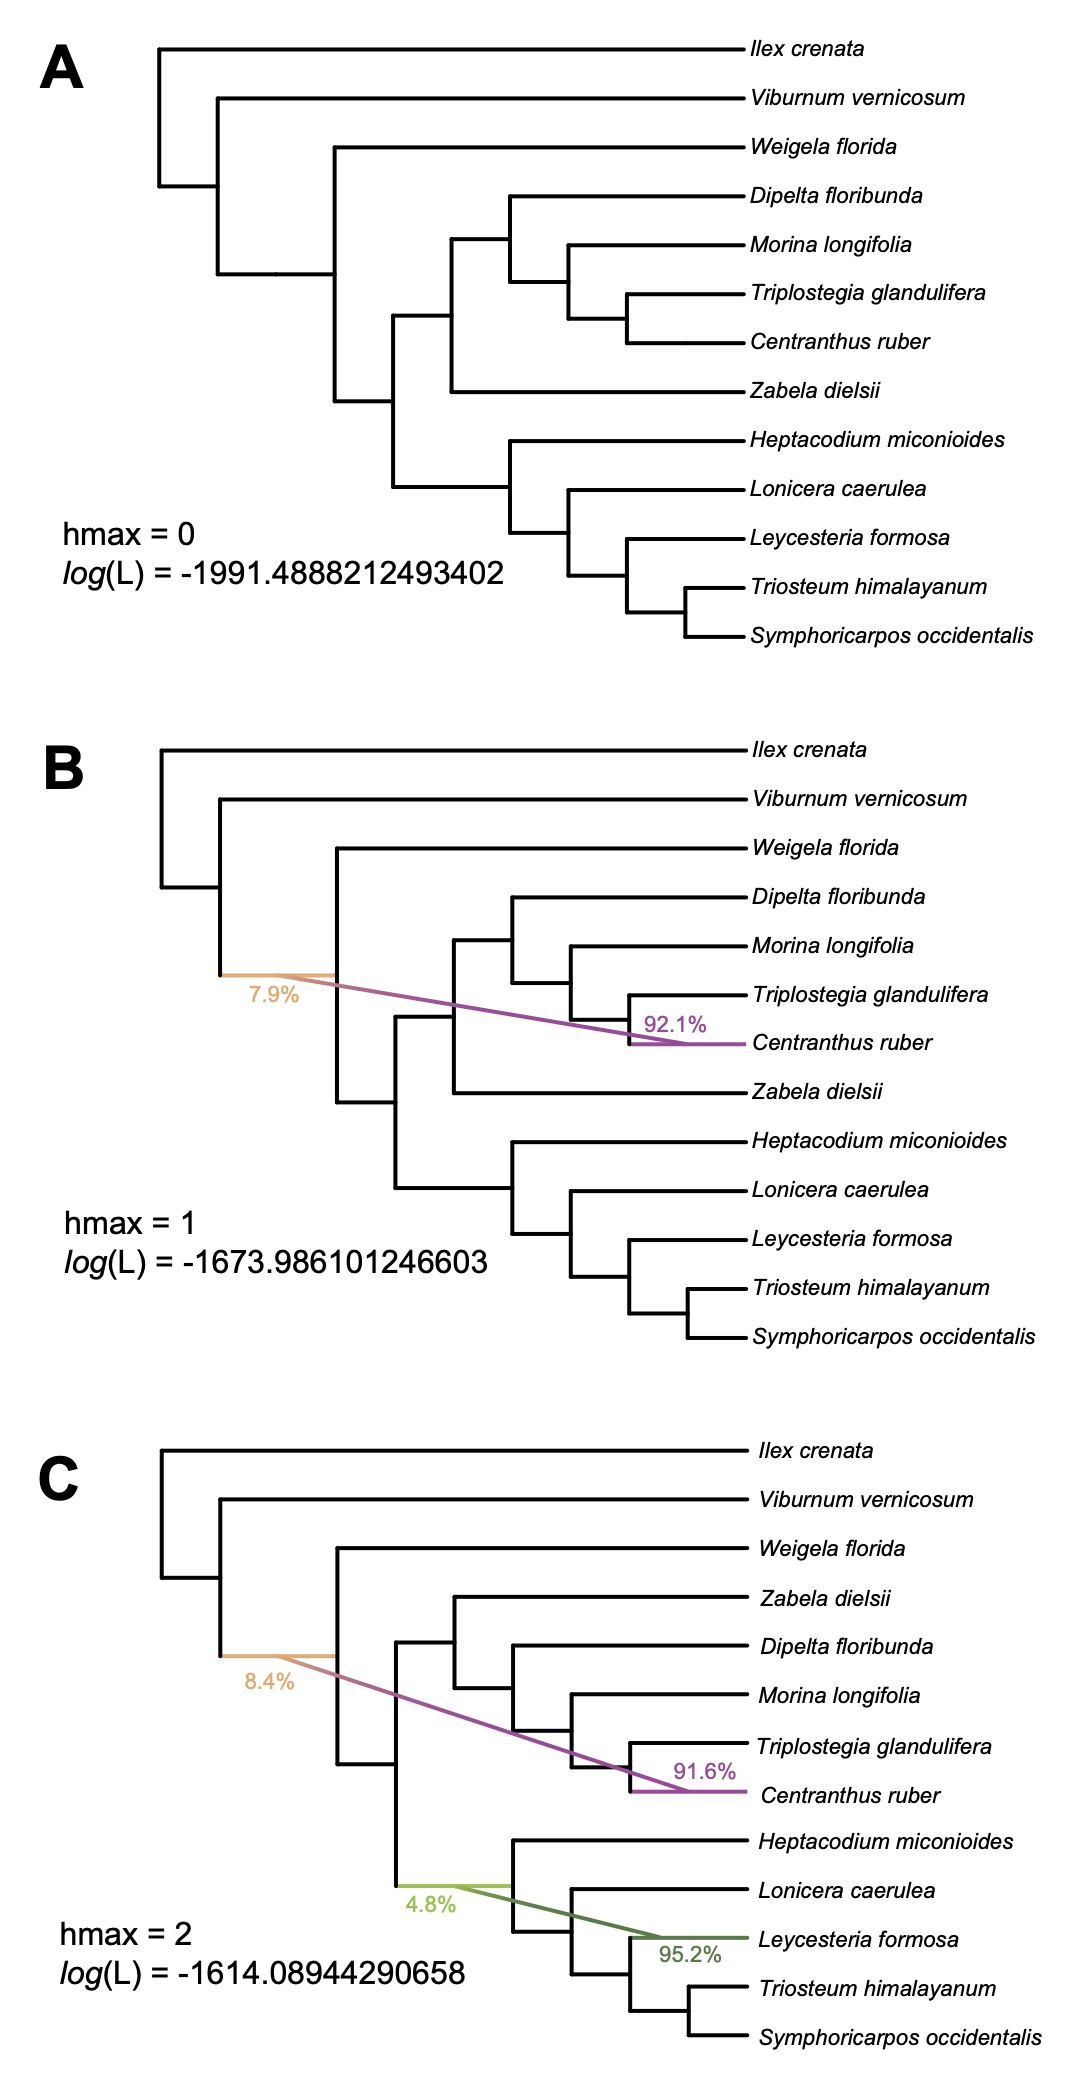 A
Ilex crenata
Viburnum vernicosum
Weigela florida
Dipelta floribunda
Morina longifolia
Triplostegia glandulifera
Centranthus ruber
Zabela dielsii
Heptacodium miconioides
Lonicera caerulea
Leycesteria formosa
Triosteum himalayanum
Symphoricarpos occidentalis
hmax = 0
log(L) = -1991.4888212493402
B
Ilex crenata
Viburnum vernicosum
Weigela florida
Dipelta floribunda
Morina longifolia
Triplostegia glandulifera
7.9%
92.1%
Centranthus ruber
Zabela dielsii
Heptacodium miconioides
Lonicera caerulea
Leycesteria formosa
Triosteum himalayanum
Symphoricarpos occidentalis
hmax = 1
log(L) = -1673.986101246603
C
Ilex crenata
Viburnum vernicosum
Weigela florida
Zabela dielsii
Dipelta floribunda
8.4%
Morina longifolia
Triplostegia glandulifera
91.6%
Centranthus ruber
Heptacodium miconioides
Lonicera caerulea
4.8%
Leycesteria formosa
95.2%
Triosteum himalayanum
Symphoricarpos occidentalis
hmax = 2
log(L) = -1614.08944290658